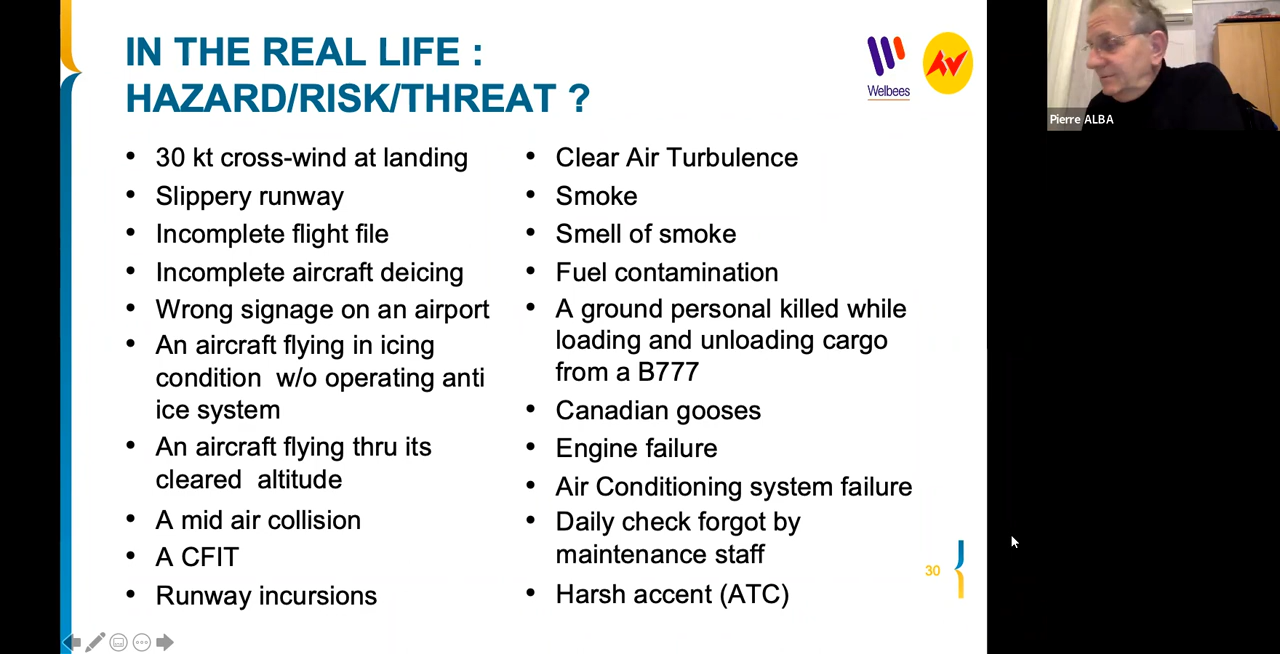 IN THE REAL LIFE :
HAZARD/RISK/THREAT ?
Welbees
Pierre ALBA
• 30 kt cross-wind at landing
• Slippery runway
• Incomplete flight file
• Incomplete aircraft deicing
• Wrong signage on an airport
• An aircraft flying in icing
condition w/o operating anti
ice system
• An aircraft flying thru its
cleared altitude
• A mid air collision
• A CFIT
• Runway incursions
• Clear Air Turbulence
• Smoke
• Smell of smoke
• Fuel contamination
• A ground personal killed while
loading and unloading cargo
from a B777
• Canadian gooses
• Engine failure
• Air Conditioning system failure
• Daily check forgot by
maintenance staff
• Harsh accent (ATC)
30